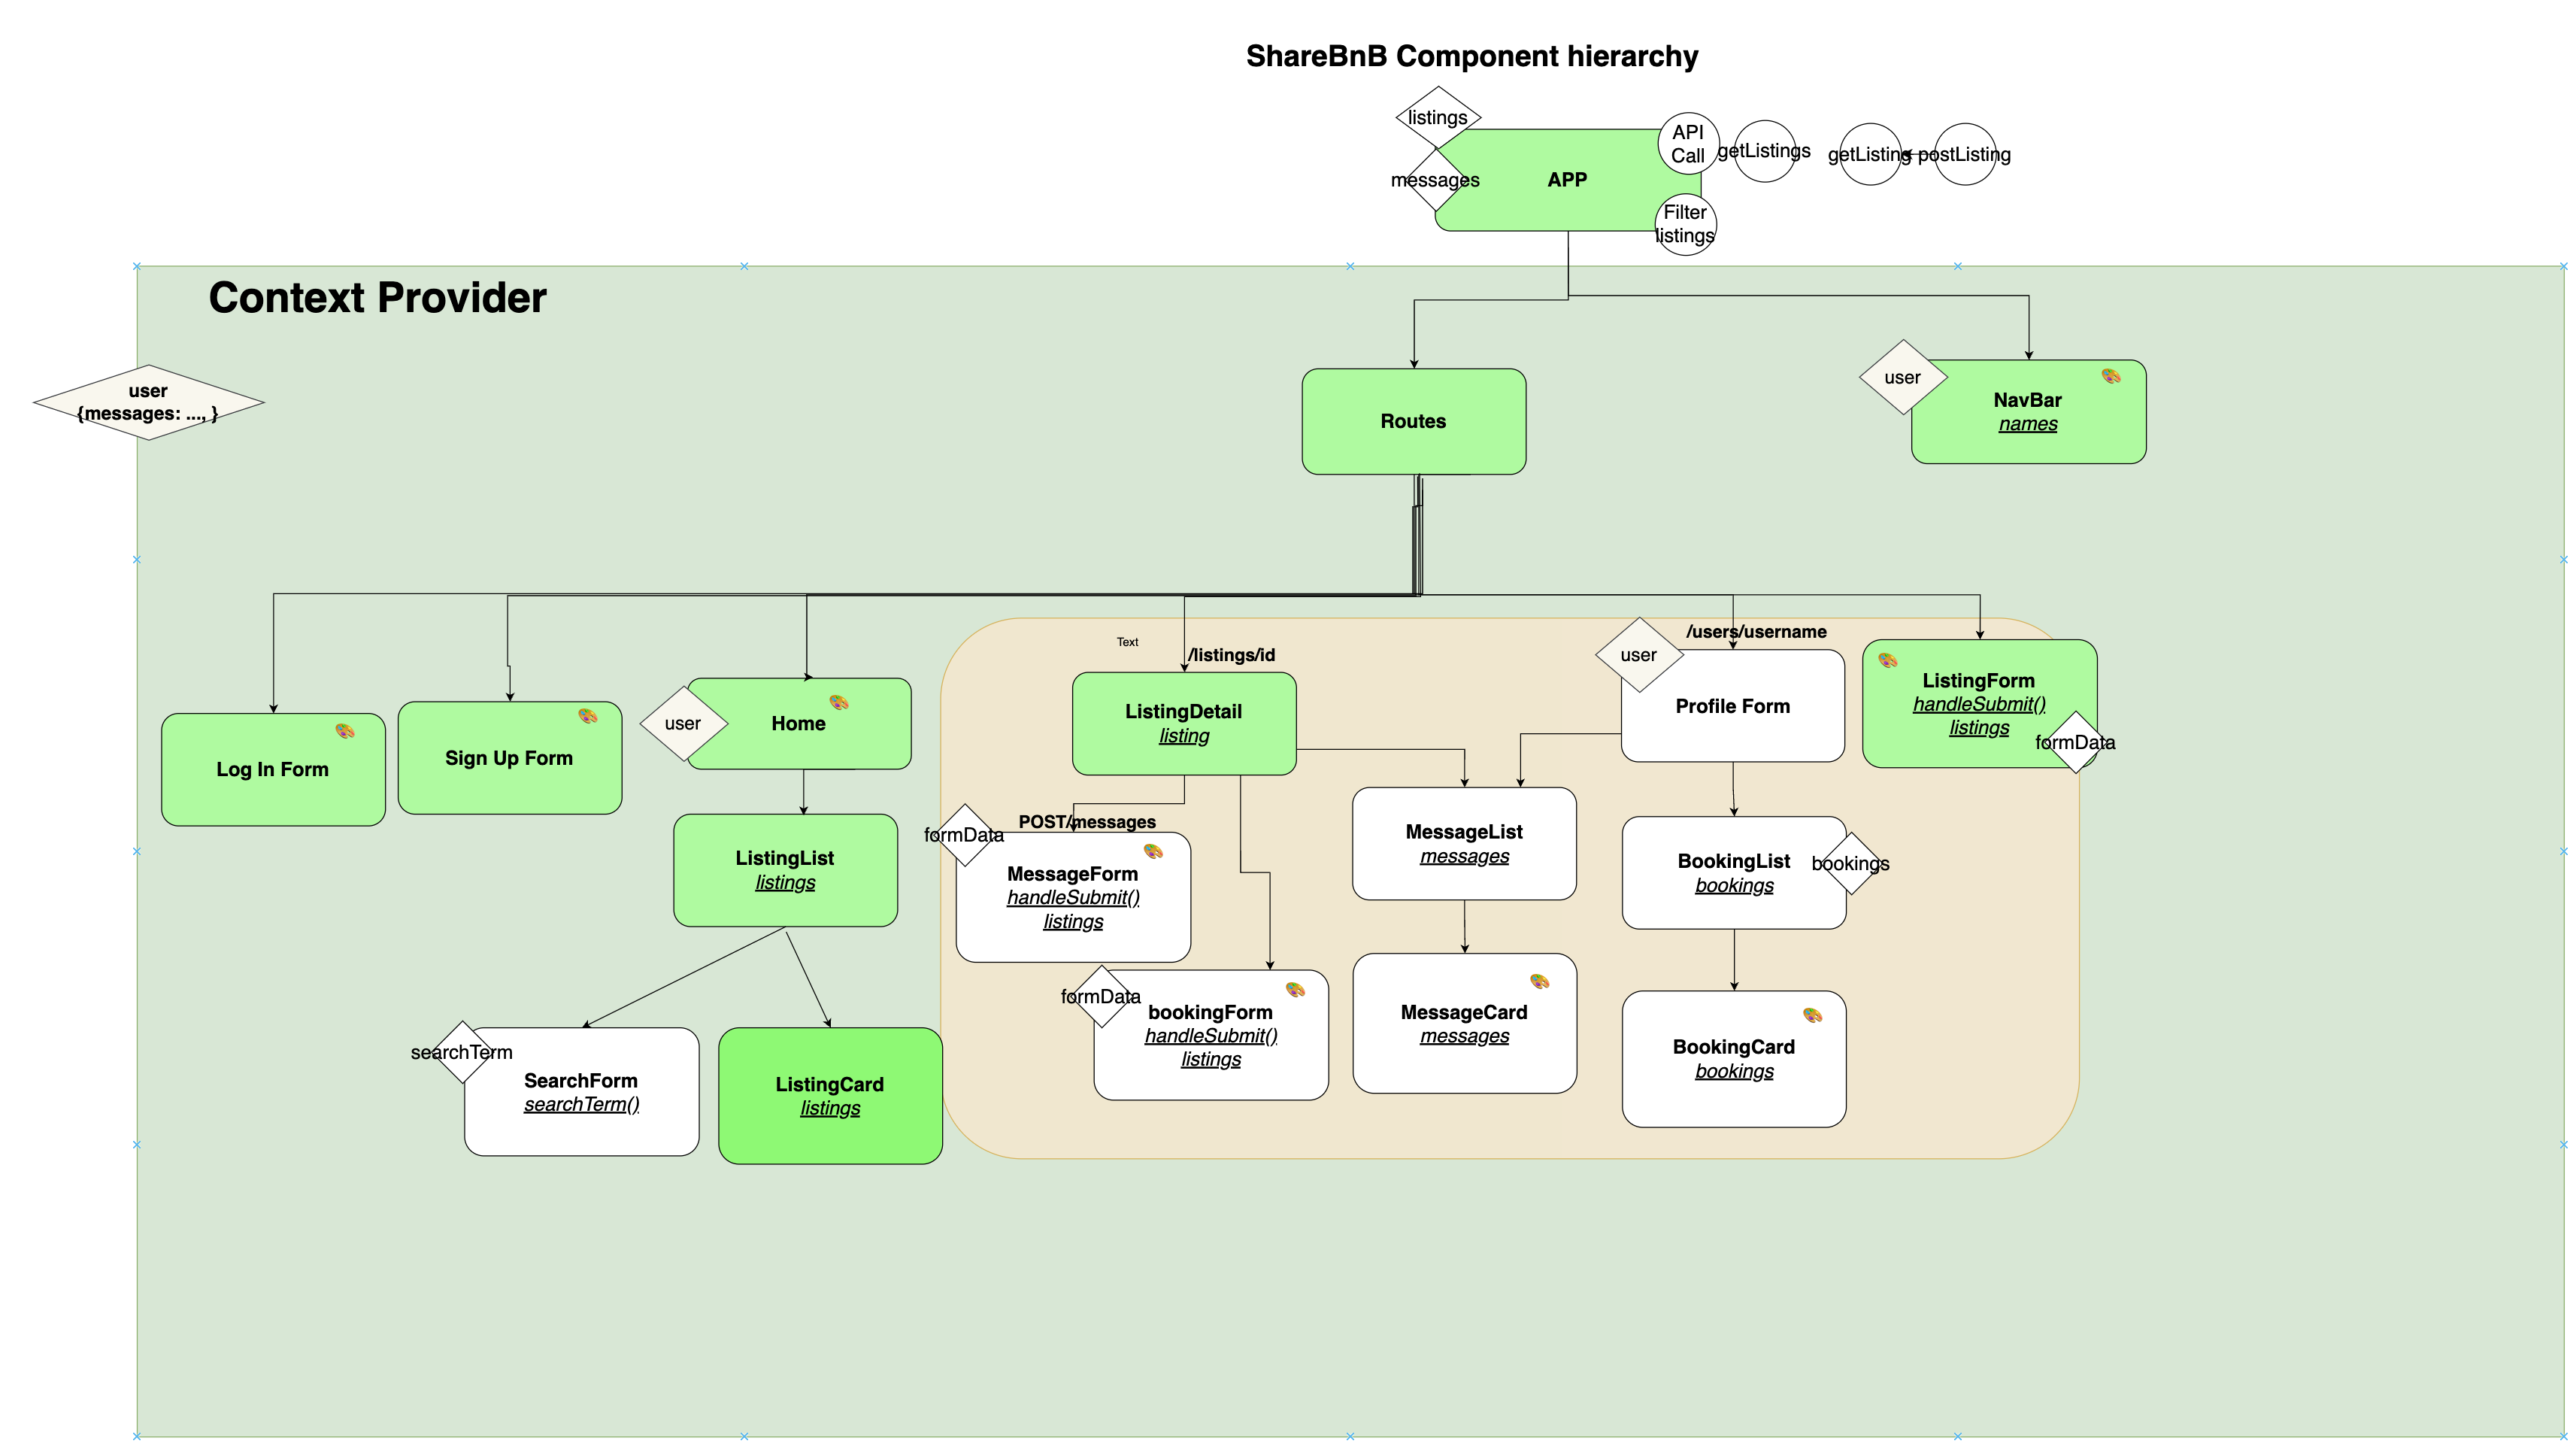 ShareBnB Component hierarchy
listings
messages
APP
API
Call
getListings
getListing
postListing
Filter
listings
Context Provider
user
{messages: ..., }
Routes
user
NavBar
names
Log In Form
Sign Up Form
user
Home
Text
/listings/id
ListingDetail
listing
/users/username
user
Profile Form
ListingForm
handleSubmit()
listings
formData
ListingList
listings
POST/messages
formData
MessageForm
handleSubmit()
listings
MessageList
messages
BookingList
bookings
bookings
searchTerm
SearchForm
searchTerm()
ListingCard
listings
formData
bookingForm
handleSubmit()
listings
MessageCard
messages
BookingCard
bookings